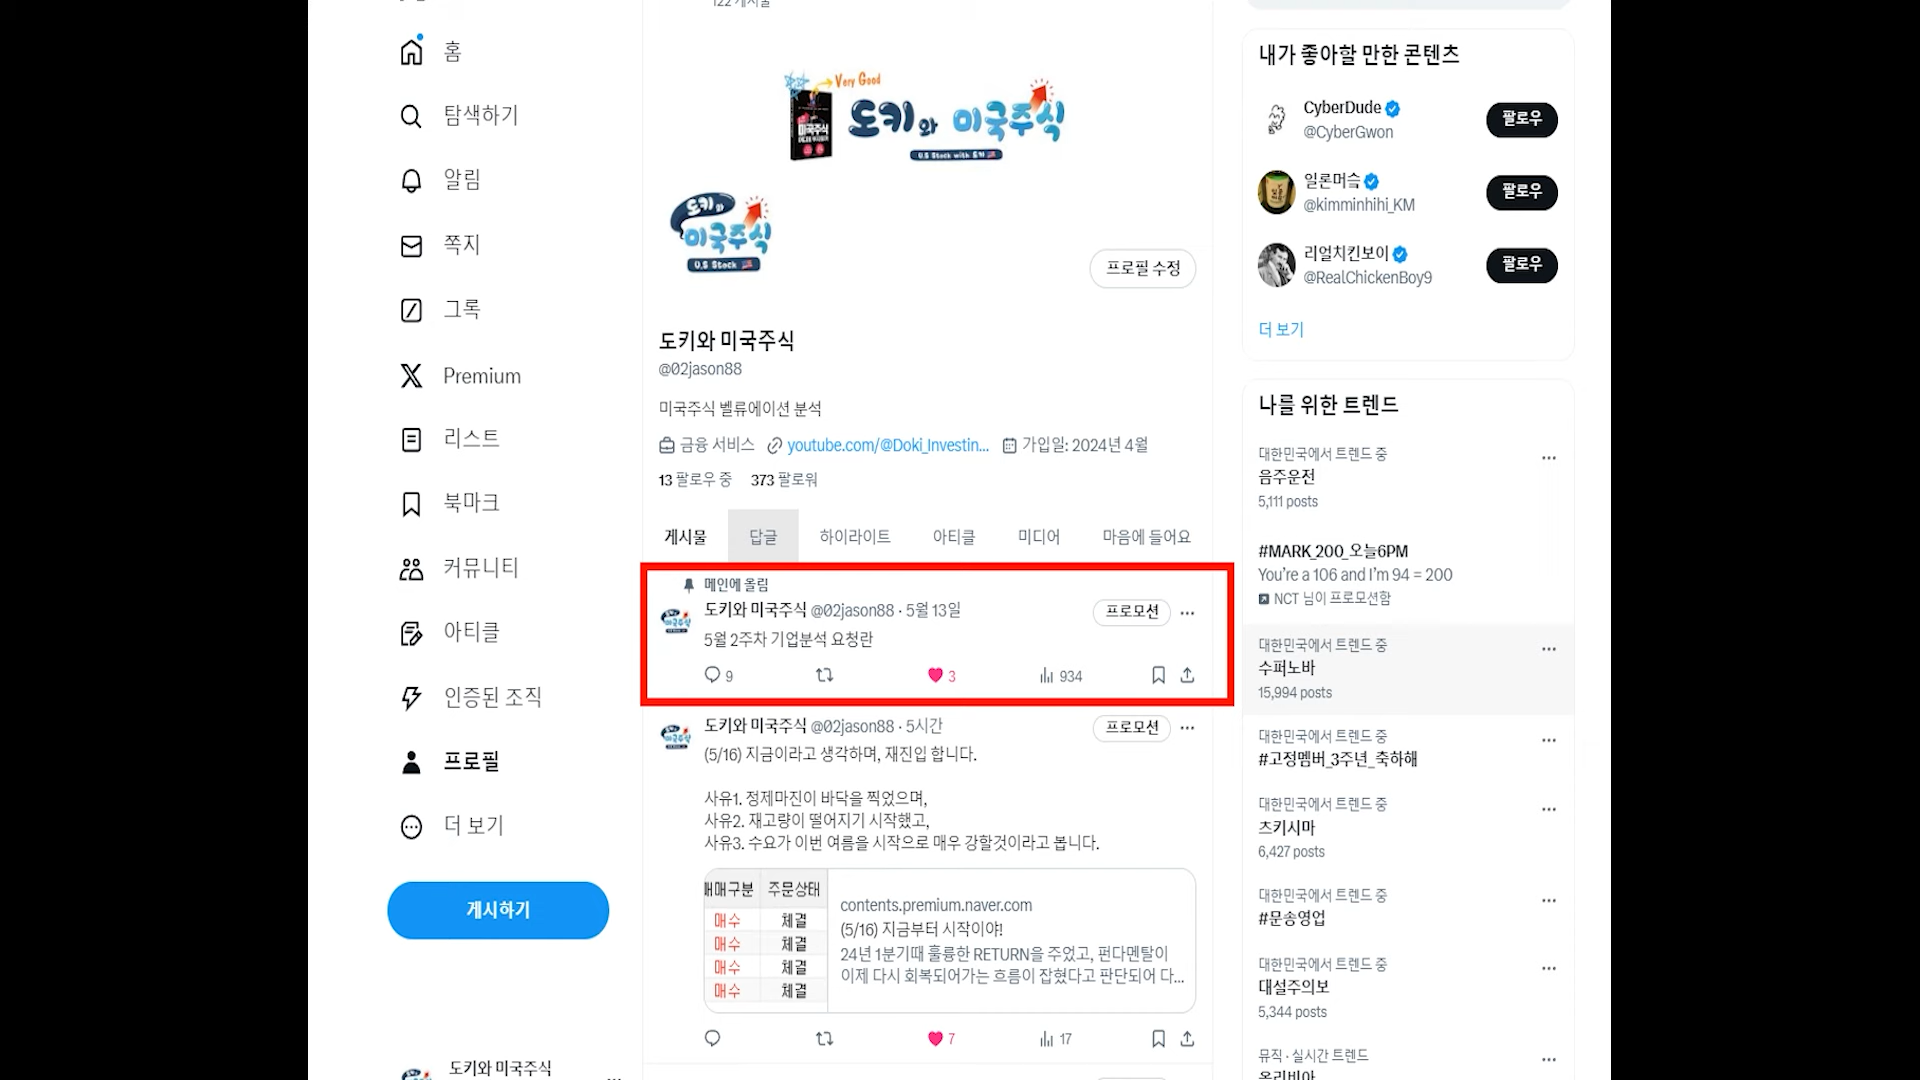 122 게시물
홈
탐색하기
알림
쪽지
그록
Premium
리스트
북마크
커뮤니티
아티클
인증된 조직
프로필
더 보기
게시하기
도키와 미국주식
Very Good
미국주식
도키와 미국주식
U.S Stock with 도키
도키와
미국주식
U.S Stock
프로필 수정
도키와 미국주식
@02jason88
미국주식 벨류에이션 분석
금융 서비스 youtube.com/@Doki_Investin... 가입일: 2024년 4월
13 팔로우 중 373 팔로워
게시물 답글 하이라이트 아티클 미디어 마음에 들어요
메인에 올림
도키와 미국주식 @02jason88 · 5월 13일 프로모션
5월 2주차 기업분석 요청란
9 3 934
도키와 미국주식 @02jason88 · 5시간 프로모션
(5/16) 지금이라고 생각하며, 재진입 합니다.
사유1. 정제마진이 바닥을 찍었으며,
사유2. 재고량이 떨어지기 시작했고,
사유3. 수요가 이번 여름을 시작으로 매우 강할것이라고 봅니다.
매매구분 주문상태
매수 체결
매수 체결
매수 체결
매수 체결
contents.premium.naver.com
(5/16) 지금부터 시작이야!
24년 1분기때 훌륭한 RETURN을 주었고, 펀다멘탈이
이제 다시 회복되어가는 흐름이 잡혔다고 판단되어 다...
7 17
내가 좋아할 만한 콘텐츠
CyberDude
@CyberGwon
팔로우
일론머슼
@kimminhihi_KM
팔로우
리얼치킨보이
@RealChickenBoy9
팔로우
더 보기
나를 위한 트렌드
대한민국에서 트렌드 중
음주운전
5,111 posts
#MARK_200_오늘6PM
You're a 106 and I'm 94 = 200
NCT 님이 프로모션함
대한민국에서 트렌드 중
수퍼노바
15,994 posts
대한민국에서 트렌드 중
#고정멤버_3주년_축하해
대한민국에서 트렌드 중
츠키시마
6,427 posts
대한민국에서 트렌드 중
#문송영업
대한민국에서 트렌드 중
대설주의보
5,344 posts
뮤직 · 실시간 트렌드
올리비아